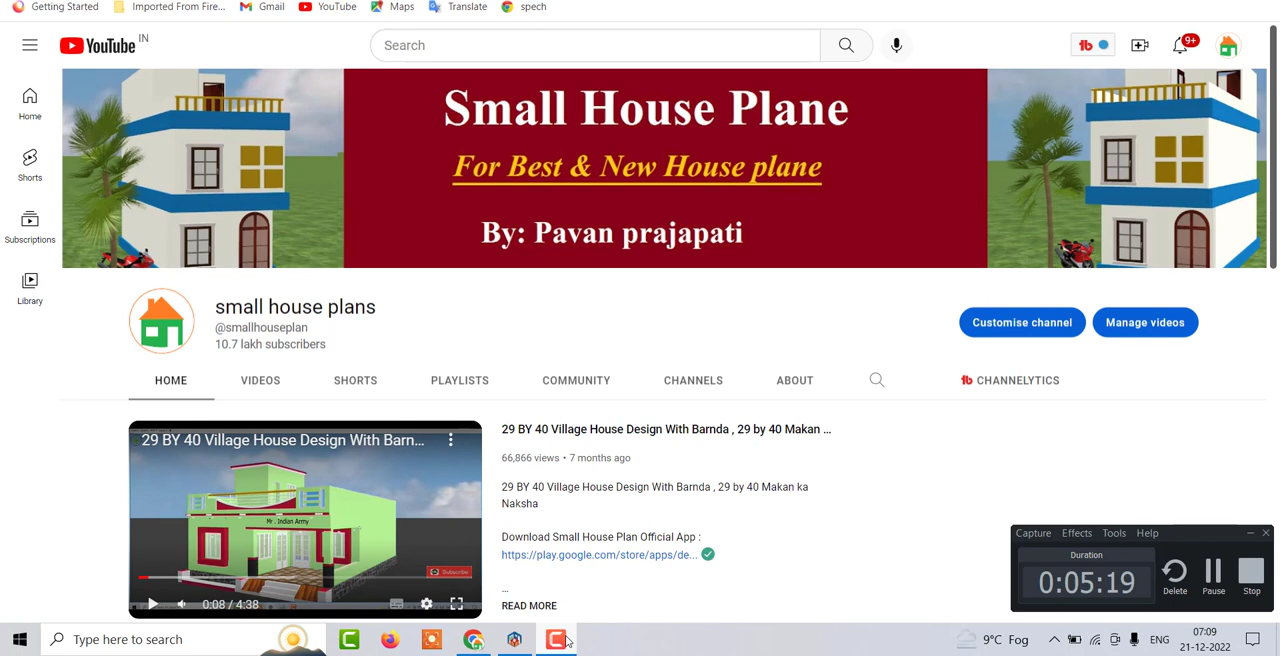 Getting Started Imported From Fire... Gmail YouTube Maps Translate spech
YouTube IN Search 9+
Small House Plane
For Best & New House plane
By: Pavan prajapati
Home
Shorts
Subscriptions
Library
small house plans
@smallhouseplan
10.7 lakh subscribers
Customise channel Manage videos
HOME VIDEOS SHORTS PLAYLISTS COMMUNITY CHANNELS ABOUT CHANNELYTICS
29 BY 40 Village House Design With Barn...
Mr . Indian Army
Subscribe
0:08 / 4:38
29 BY 40 Village House Design With Barnda , 29 by 40 Makan ...
66,866 views • 7 months ago
29 BY 40 Village House Design With Barnda , 29 by 40 Makan ka
Naksha
Download Small House Plan Official App :
https://play.google.com/store/apps/de...
...
READ MORE
Capture Effects Tools Help
Duration
0:05:19
Delete Pause Stop
Type here to search
9°C Fog ENG 07:09
21-12-2022